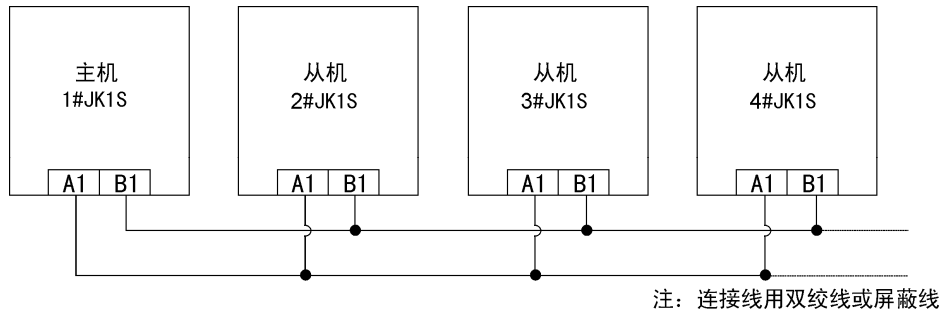 主机
1#JK1S
A1 B1
从机
2#JK1S
A1 B1
从机
3#JK1S
A1 B1
从机
4#JK1S
A1 B1
注：连接线用双绞线或屏蔽线